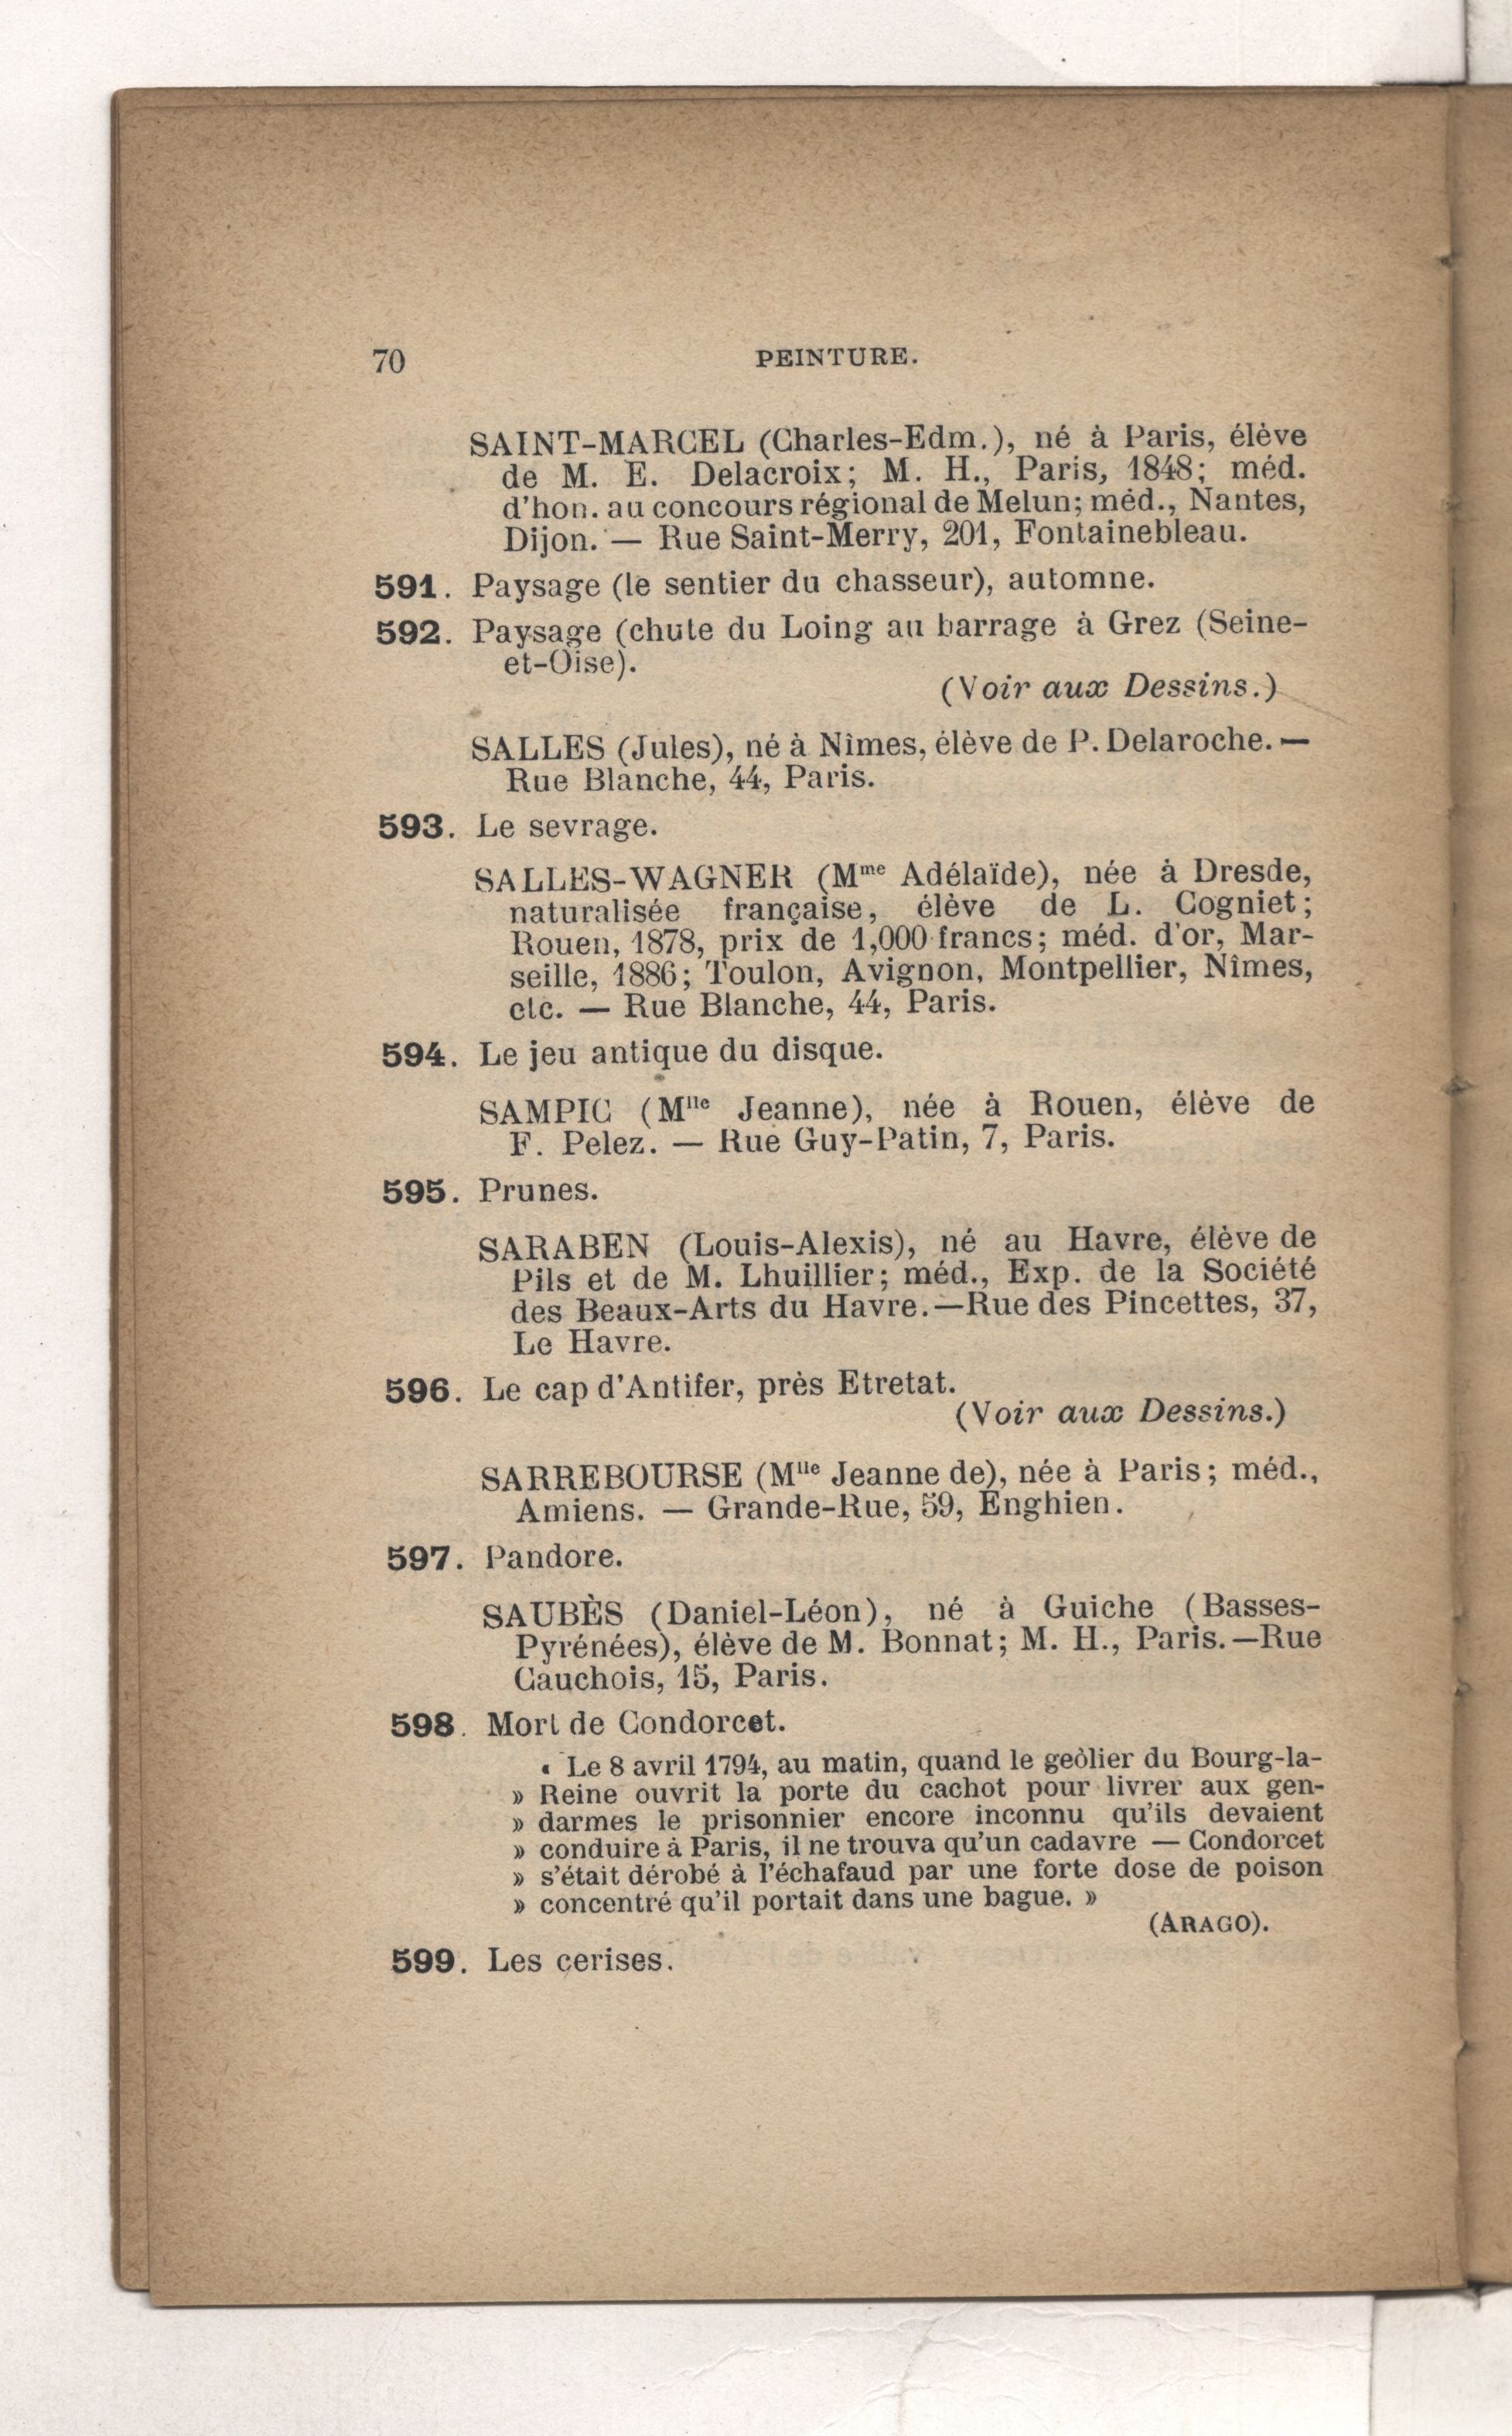 70 PEINTURE.
SAINT-MARCEL (Charles-Edm.), né à Paris, élève
de M. E. Delacroix; M. H., Paris, 1848; méd.
d'hon. au concours régional de Melun; méd., Nantes,
Dijon. — Rue Saint-Merry, 201, Fontainebleau.
591. Paysage (le sentier du chasseur), automne.
592. Paysage (chute du Loing au barrage à Grez (Seine-
et-Oise).
(Voir aux Dessins.)
SALLES (Jules), né à Nîmes, élève de P. Delaroche. —
Rue Blanche, 44, Paris.
593. Le sevrage.
SALLES-WAGNER (Mme Adélaïde), née à Dresde,
naturalisée française, élève de L. Cogniet;
Rouen, 1878, prix de 1,000 francs; méd. d'or, Mar-
seille, 1886; Toulon, Avignon, Montpellier, Nîmes,
etc. — Rue Blanche, 44, Paris.
594. Le jeu antique du disque.
SAMPIC (Mlle Jeanne), née à Rouen, élève de
F. Pelez. — Rue Guy-Patin, 7, Paris.
595. Prunes.
SARABEN (Louis-Alexis), né au Havre, élève de
Pils et de M. Lhuillier; méd., Exp. de la Société
des Beaux-Arts du Havre.—Rue des Pincettes, 37,
Le Havre.
596. Le cap d'Antifer, près Etretat.
(Voir aux Dessins.)
SARREBOURSE (Mlle Jeanne de), née à Paris; méd.,
Amiens. — Grande-Rue, 59, Enghien.
597. Pandore.
SAUBÈS (Daniel-Léon), né à Guiche (Basses-
Pyrénées), élève de M. Bonnat; M. H., Paris.—Rue
Cauchois, 15, Paris.
598. Mort de Condorcet.
« Le 8 avril 1794, au matin, quand le geôlier du Bourg-la-
» Reine ouvrit la porte du cachot pour livrer aux gen-
» darmes le prisonnier encore inconnu qu'ils devaient
» conduire à Paris, il ne trouva qu'un cadavre — Condorcet
» s'était dérobé à l'échafaud par une forte dose de poison
» concentré qu'il portait dans une bague. »
(ARAGO).
599. Les cerises.